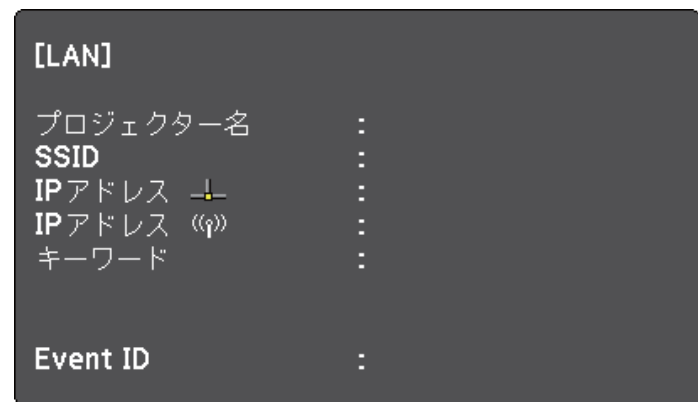 [LAN]
プロジェクター名 :
SSID :
IPアドレス :
IPアドレス :
キーワード :
Event ID :